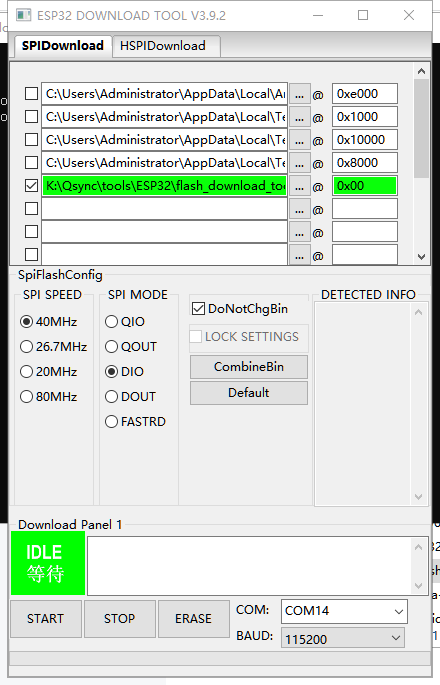 ESP32 DOWNLOAD TOOL V3.9.2
SPIDownload
HSPIDownload
C:\Users\Administrator\AppData\Local\Ar ... @ 0xe000
C:\Users\Administrator\AppData\Local\Te ... @ 0x1000
C:\Users\Administrator\AppData\Local\Te ... @ 0x10000
C:\Users\Administrator\AppData\Local\Te ... @ 0x8000
K:\Qsync\tools\ESP32\flash_download_too ... @ 0x00
... @
... @
... @
SpiFlashConfig
SPI SPEED
40MHz
26.7MHz
20MHz
80MHz
SPI MODE
QIO
QOUT
DIO
DOUT
FASTRD
DoNotChgBin
LOCK SETTINGS
CombineBin
Default
DETECTED INFO
Download Panel 1
IDLE
等待
START
STOP
ERASE
COM: COM14
BAUD: 115200